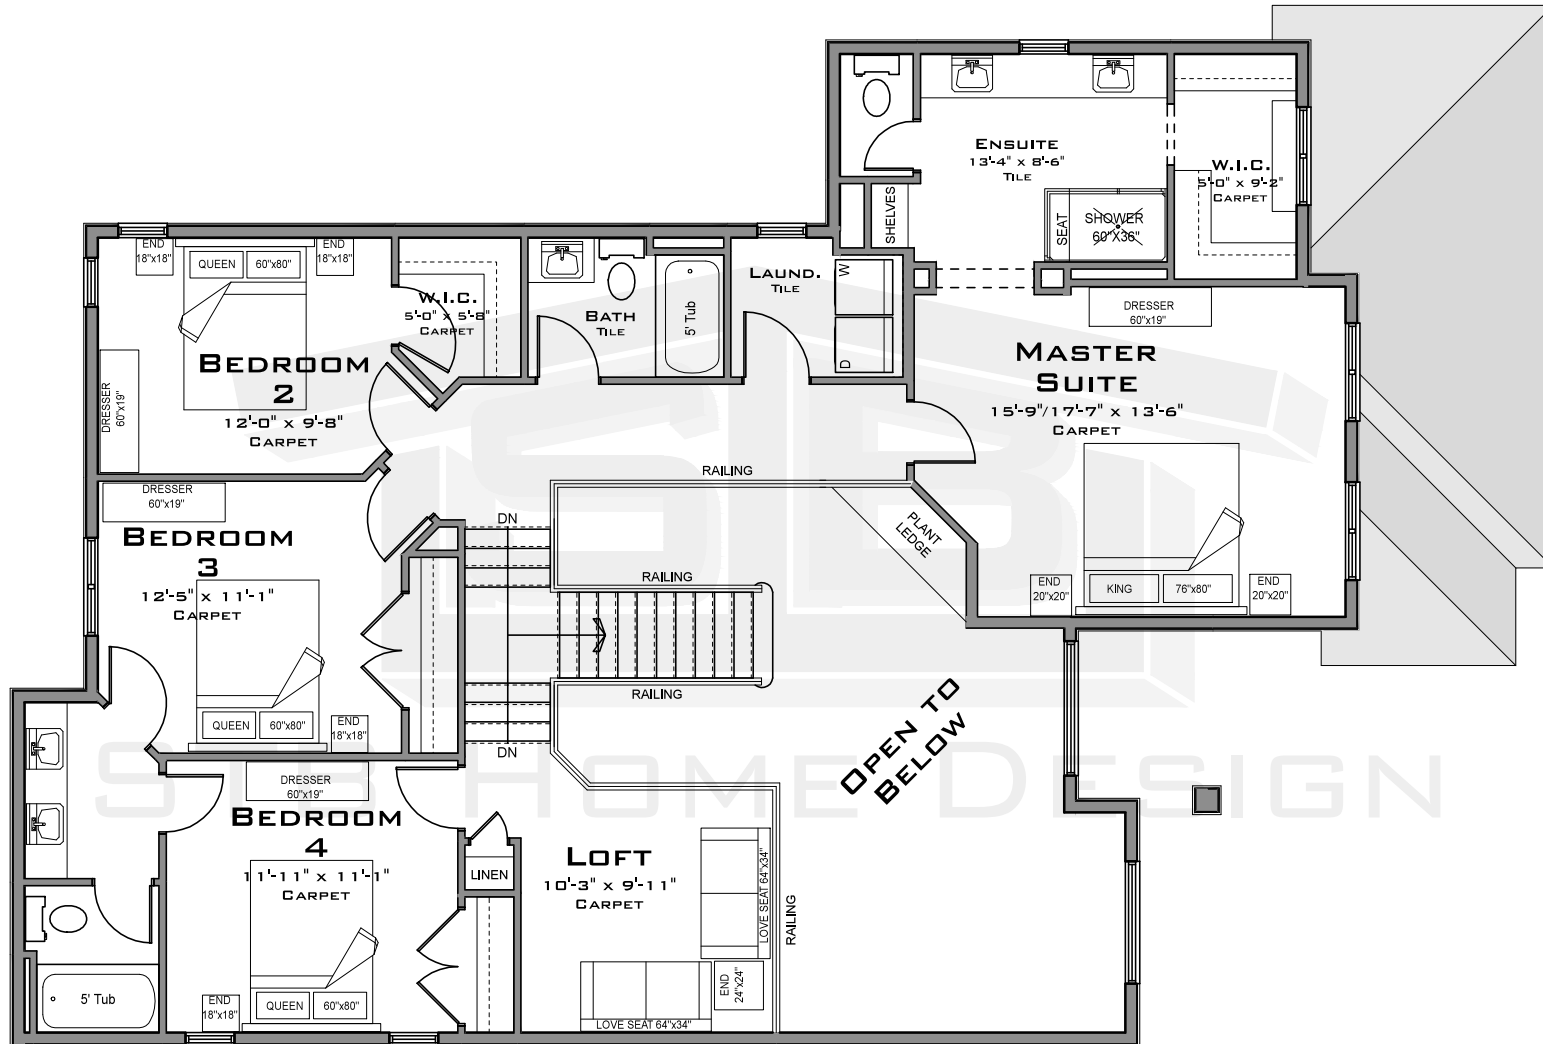 ENSUITE
13'-4" x 8'-6"
TILE
W.I.C.
5'-0" x 9'-2"
CARPET
SHELVES
SEAT
SHOWER
60"X36"
END
18"x18"
QUEEN
60"x80"
END
18"x18"
W.I.C.
5'-0" x 5'-8"
CARPET
BATH
TILE
5' Tub
LAUND.
TILE
W
D
DRESSER
60"x19"
BEDROOM
2
12'-0" x 9'-8"
CARPET
DRESSER
60"x19"
MASTER
SUITE
15'-9"/17'-7" x 13'-6"
CARPET
RAILING
DRESSER
60"x19"
BEDROOM
3
12'-5" x 11'-1"
CARPET
DN
PLANT
LEDGE
RAILING
END
20"x20"
KING
76"x80"
END
20"x20"
RAILING
QUEEN
60"x80"
END
18"x18"
DN
OPEN TO
BELOW
STB HOME DESIGN
STB
DRESSER
60"x19"
BEDROOM
4
11'-11" x 11'-1"
CARPET
LINEN
LOFT
10'-3" x 9'-11"
CARPET
LOVE SEAT 64"x34"
RAILING
5' Tub
END
18"x18"
QUEEN
60"x80"
END
24"x24"
LOVE SEAT 64"x34"